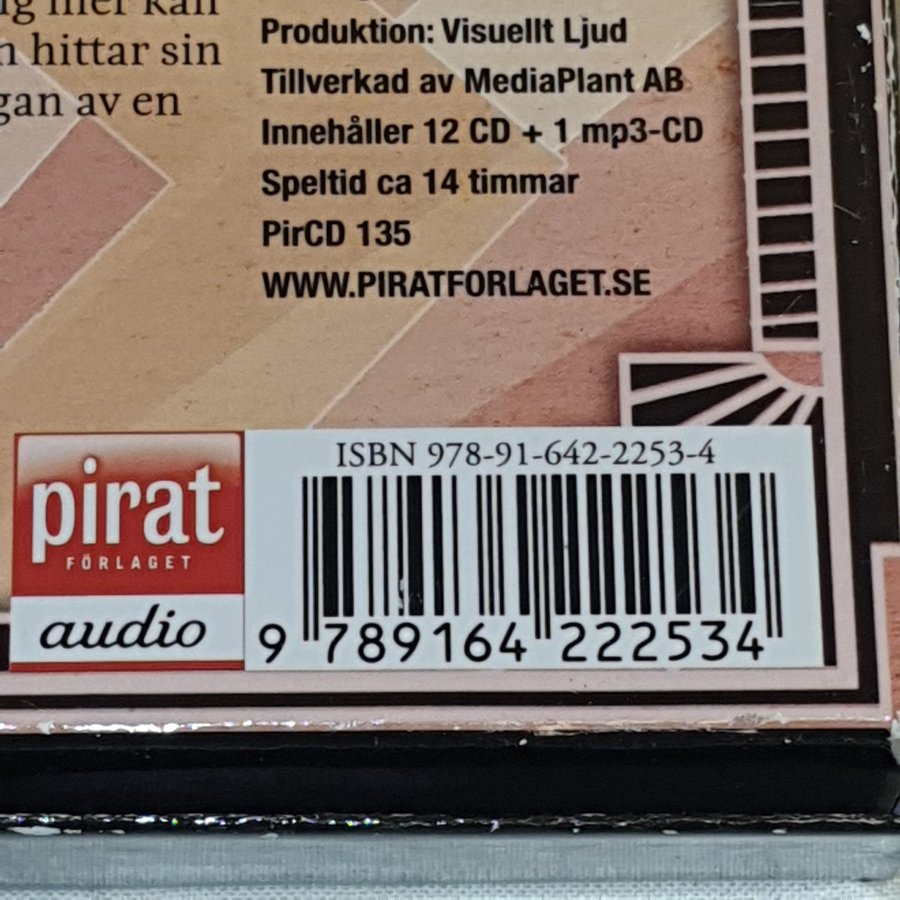 hittar sin
av en
Produktion: Visuellt Ljud
Tillverkad av MediaPlant AB
Innehåller 12 CD + 1 mp3-CD
Speltid ca 14 timmar
PirCD 135
WWW.PIRATFORLAGET.SE
pirat
FÖRLAGET
audio
ISBN 978-91-642-2253-4
9 789164 222534